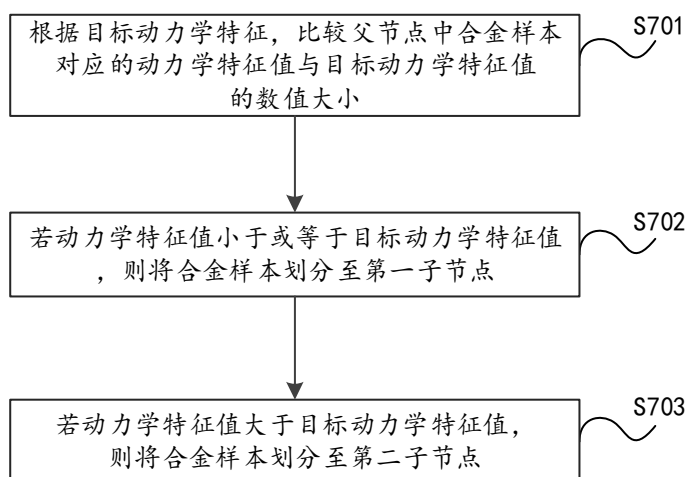 根据目标动力学特征，比较父节点中合金样本
对应的动力学特征值与目标动力学特征值
的数值大小
S701
若动力学特征值小于或等于目标动力学特征值
，则将合金样本划分至第一子节点
S702
若动力学特征值大于目标动力学特征值，
则将合金样本划分至第二子节点
S703